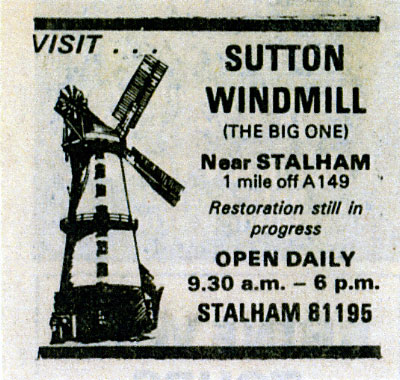 VISIT . . .
SUTTON
WINDMILL
(THE BIG ONE)
Near STALHAM
1 mile off A149
Restoration still in
progress
OPEN DAILY
9.30 a.m. – 6 p.m.
STALHAM 81195